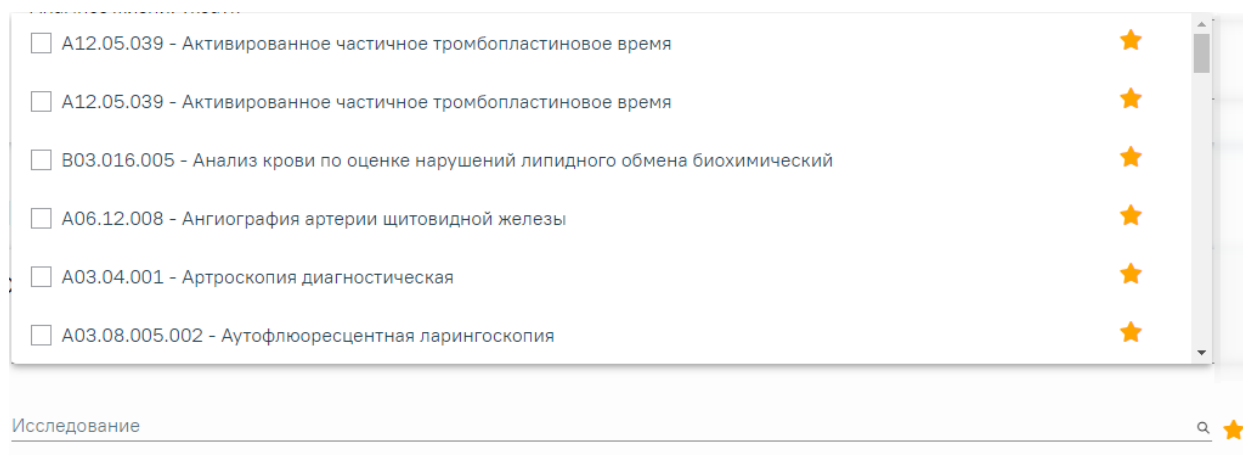 A12.05.039 - Активированное частичное тромбопластиновое время
A12.05.039 - Активированное частичное тромбопластиновое время
B03.016.005 - Анализ крови по оценке нарушений липидного обмена биохимический
A06.12.008 - Ангиография артерии щитовидной железы
A03.04.001 - Артроскопия диагностическая
A03.08.005.002 - Аутофлюоресцентная ларингоскопия
Исследование